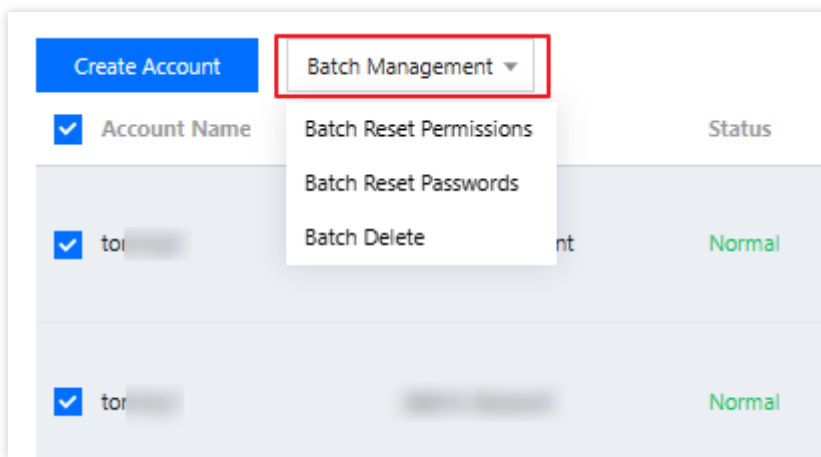 Create Account Batch Management
Account Name Batch Reset Permissions Status
Batch Reset Passwords
Batch Delete
Normal
Normal